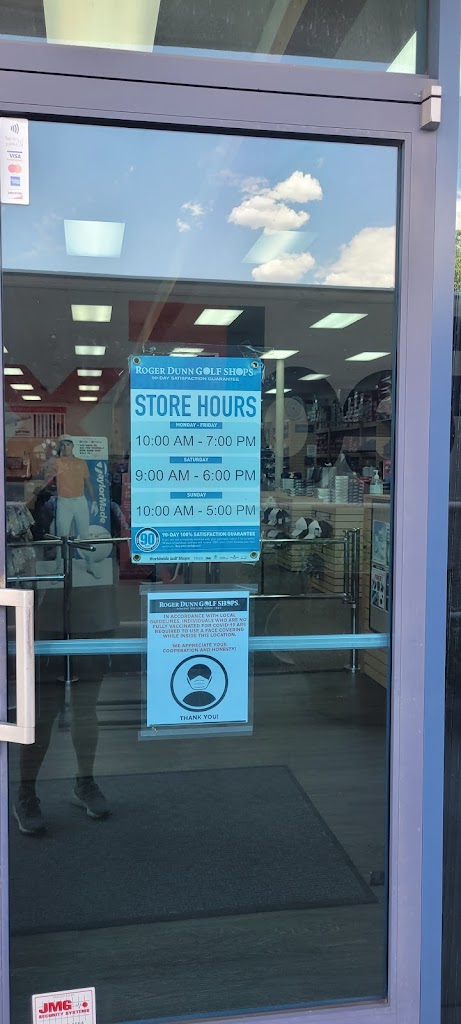 VISA
ROGER DUNN GOLF SHOPS
90-DAY SATISFACTION GUARANTEE
STORE HOURS
MONDAY - FRIDAY
10:00 AM - 7:00 PM
SATURDAY
9:00 AM - 6:00 PM
SUNDAY
10:00 AM - 5:00 PM
90
90-DAY 100% SATISFACTION GUARANTEE
Worldwide Golf Shops
TaylorMade
ROGER DUNN GOLF SHOPS
IN ACCORDANCE WITH LOCAL
GUIDELINES, INDIVIDUALS WHO ARE NOT
FULLY VACCINATED FOR COVID-19 ARE
REQUIRED TO USE A FACE COVERING
WHILE INSIDE THIS LOCATION.
WE APPRECIATE YOUR
COOPERATION AND HONESTY!
THANK YOU!
JMG
SECURITY SYSTEMS